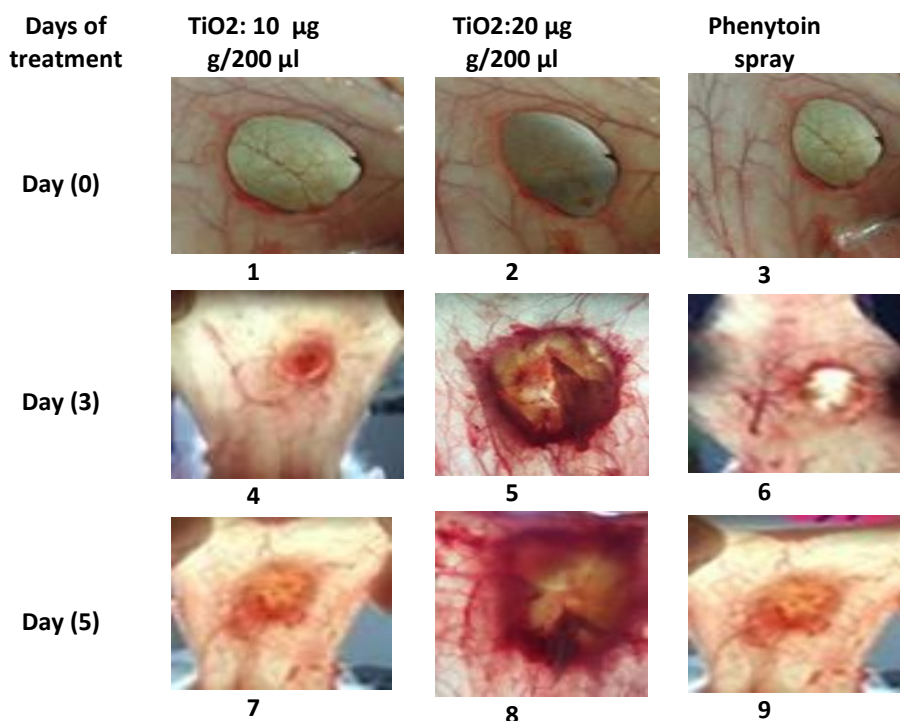 Days of treatment
TiO2: 10 µg g/200 µl
TiO2:20 µg g/200 µl
Phenytoin spray
Day (0)
1
2
3
Day (3)
4
5
6
Day (5)
7
8
9